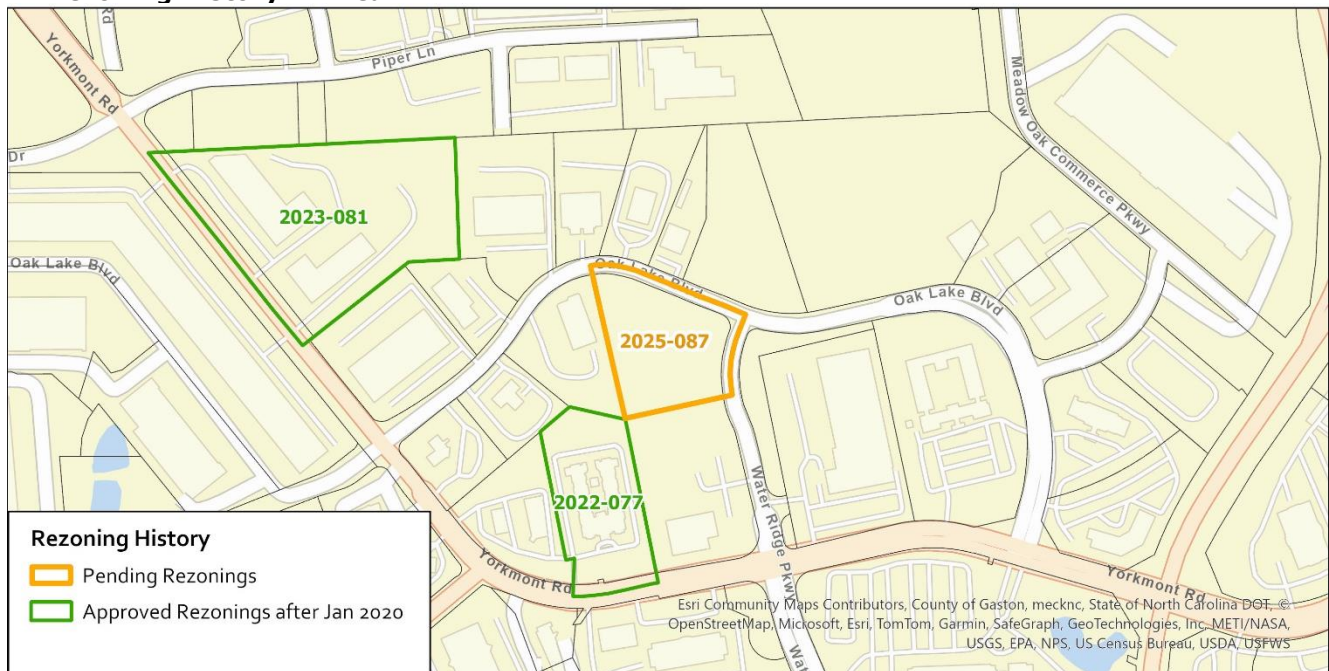 Rd
Yorkmont Rd
Piper Ln
Meadow Oak Commerce Pkwy
Dr
2023-081
Oak Lake Blvd
Oak Lake Blvd
Oak Lake Blvd
2025-087
2022-077
Water Ridge Pkwy
Rezoning History
Pending Rezonings
Approved Rezonings after Jan 2020
Yorkmont Rd
Yorkmont Rd
Esri Community Maps Contributors, County of Gaston, mecknc, State of North Carolina DOT, ©
OpenStreetMap, Microsoft, Esri, TomTom, Garmin, SafeGraph, GeoTechnologies, Inc, METI/NASA,
USGS, EPA, NPS, US Census Bureau, USDA, USFWS